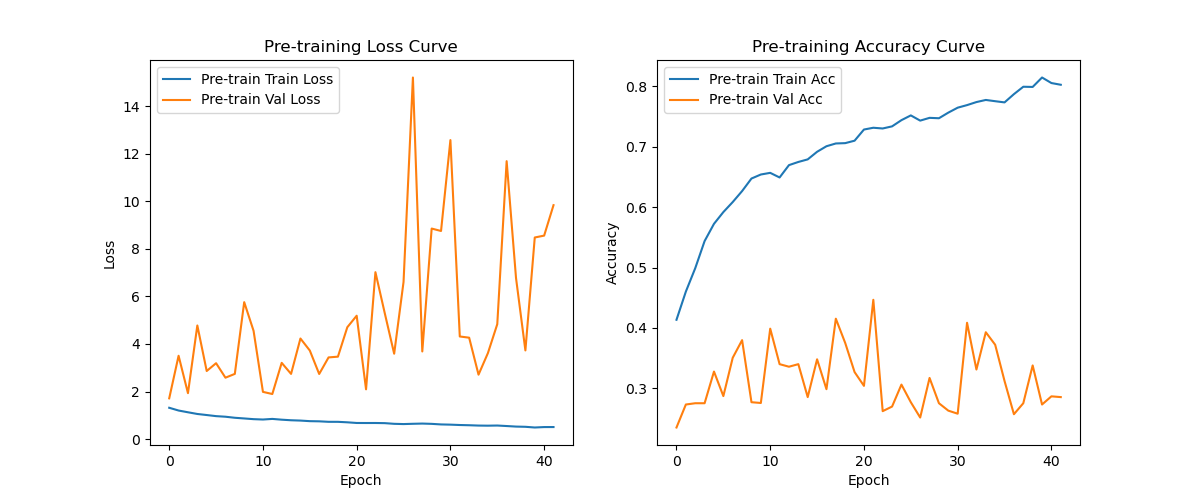 Pre-training Loss Curve
Pre-train Train Loss
Pre-train Val Loss
Loss
14
12
10
8
6
4
2
0
0 10 20 30 40
Epoch
Pre-training Accuracy Curve
Pre-train Train Acc
Pre-train Val Acc
Accuracy
0.8
0.7
0.6
0.5
0.4
0.3
0 10 20 30 40
Epoch